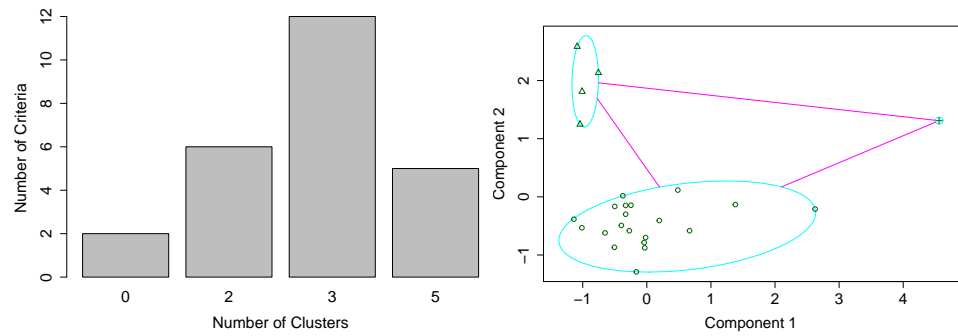 Number of Criteria
12
10
8
6
4
2
0
0 2 3 5
Number of Clusters
Component 2
2
1
0
−1
−1 0 1 2 3 4
Component 1